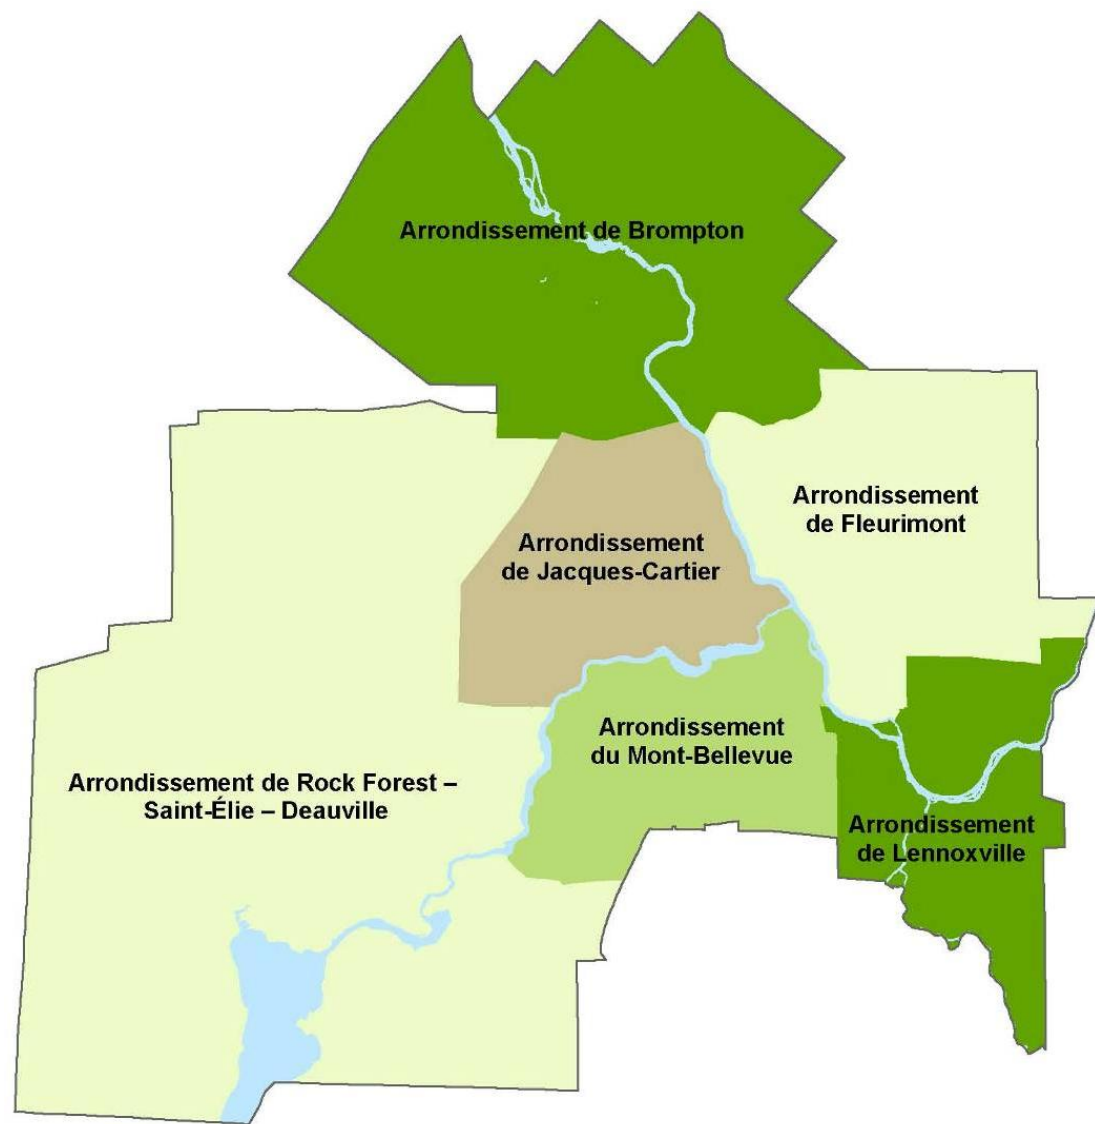 Arrondissement de Brompton
Arrondissement
de Fleurimont
Arrondissement
de Jacques-Cartier
Arrondissement
du Mont-Bellevue
Arrondissement de Rock Forest –
Saint-Élie – Deauville
Arrondissement
de Lennoxville